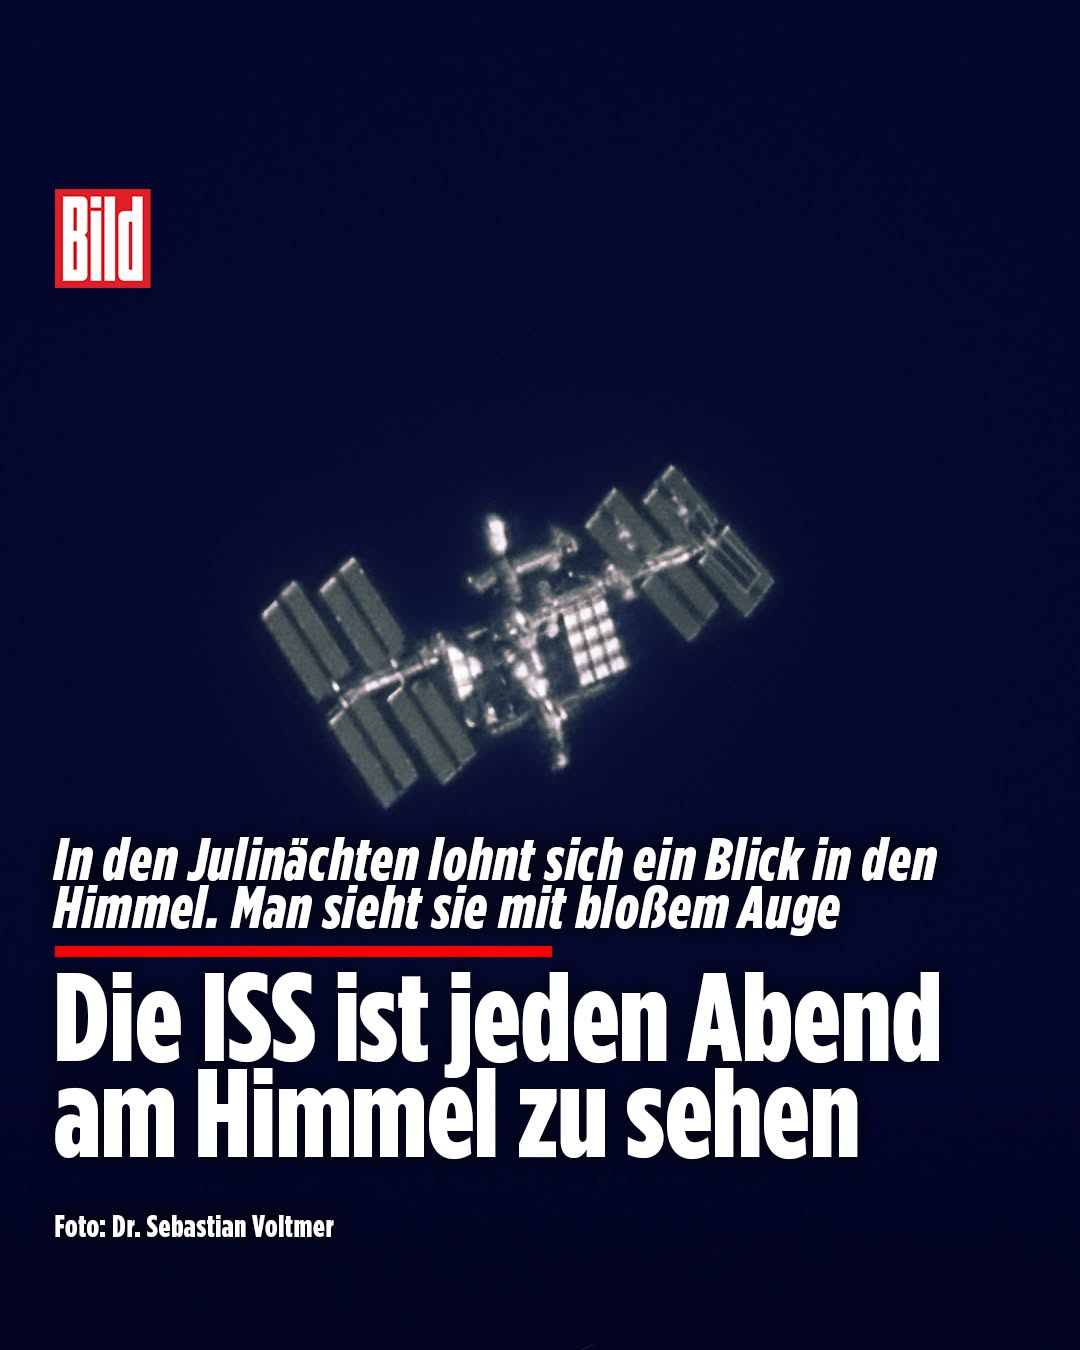 Bild
In den Julinächten lohnt sich ein Blick in den
Himmel. Man sieht sie mit bloßem Auge
Die ISS ist jeden Abend
am Himmel zu sehen
Foto: Dr. Sebastian Voltmer